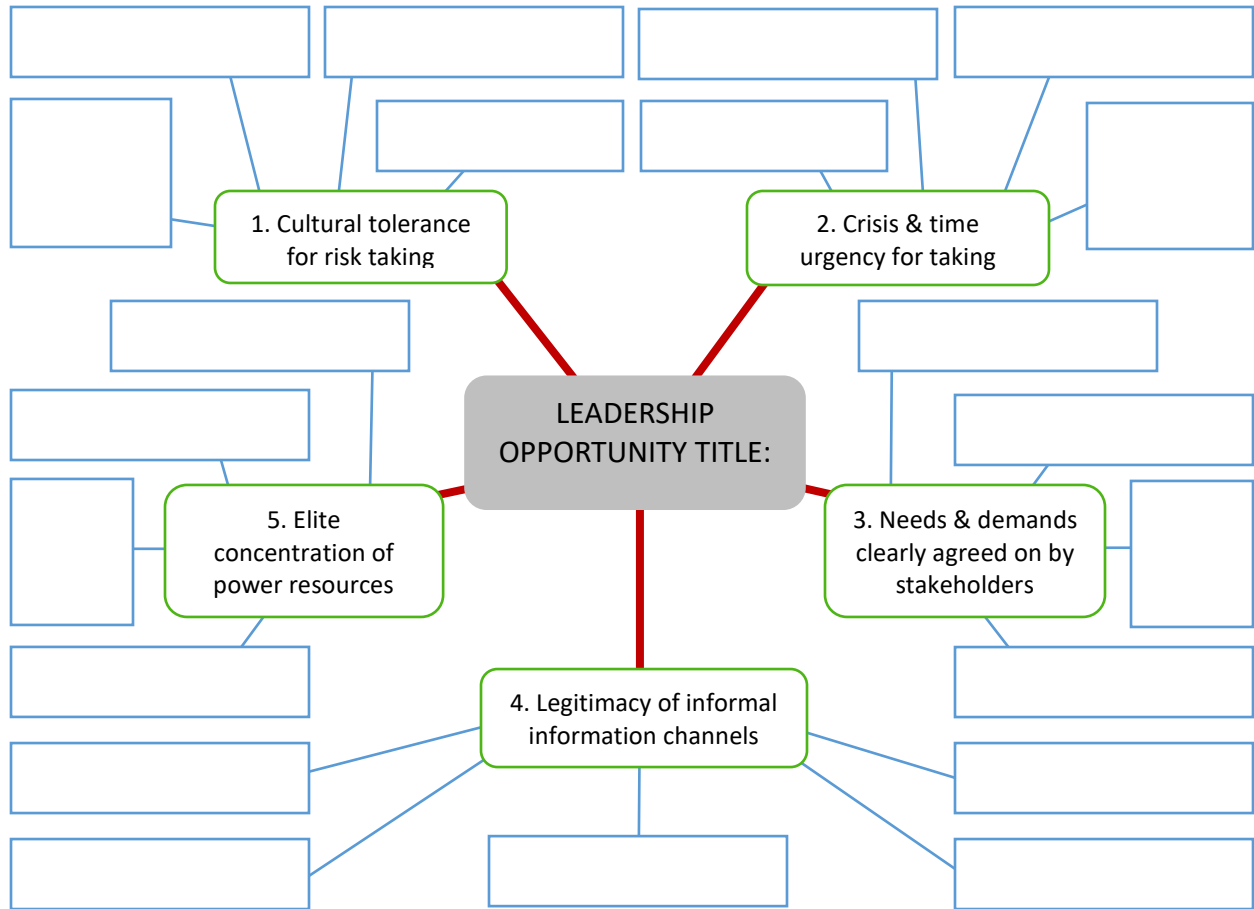 1. Cultural tolerance
for risk taking
2. Crisis & time
urgency for taking
LEADERSHIP
OPPORTUNITY TITLE:
5. Elite
concentration of
power resources
3. Needs & demands
clearly agreed on by
stakeholders
4. Legitimacy of informal
information channels